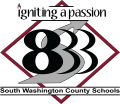 igniting a passion
833
South Washington County Schools